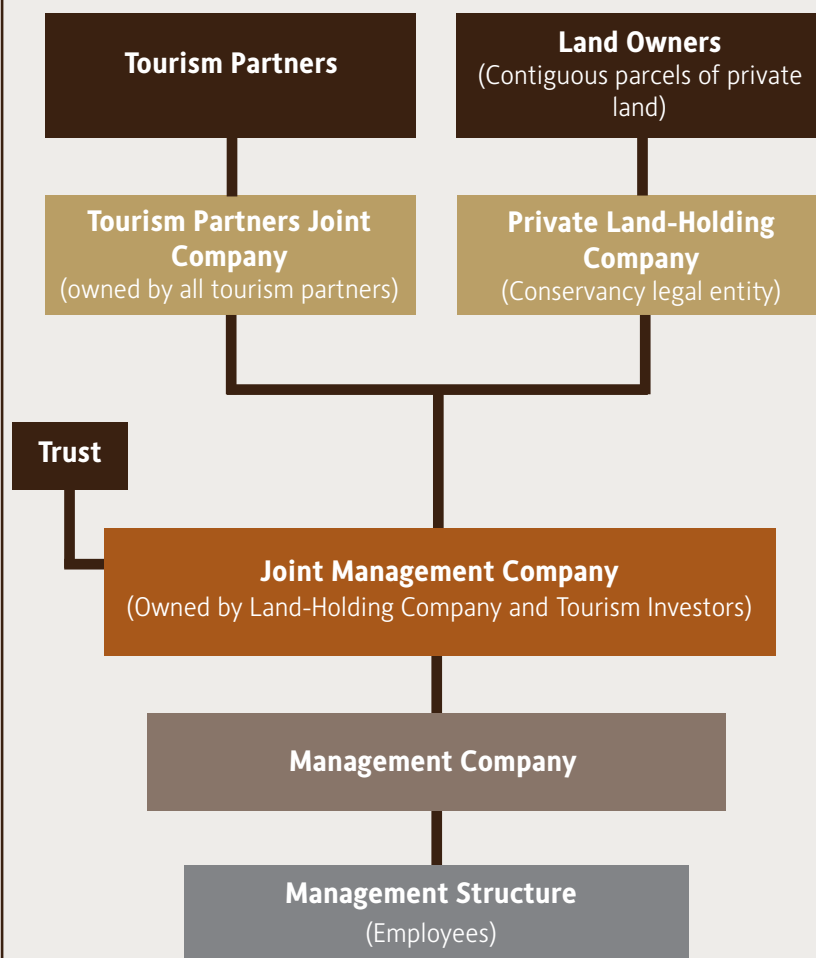 Tourism Partners
Land Owners
(Contiguous parcels of private
land)
Tourism Partners Joint
Company
(owned by all tourism partners)
Private Land-Holding
Company
(Conservancy legal entity)
Trust
Joint Management Company
(Owned by Land-Holding Company and Tourism Investors)
Management Company
Management Structure
(Employees)